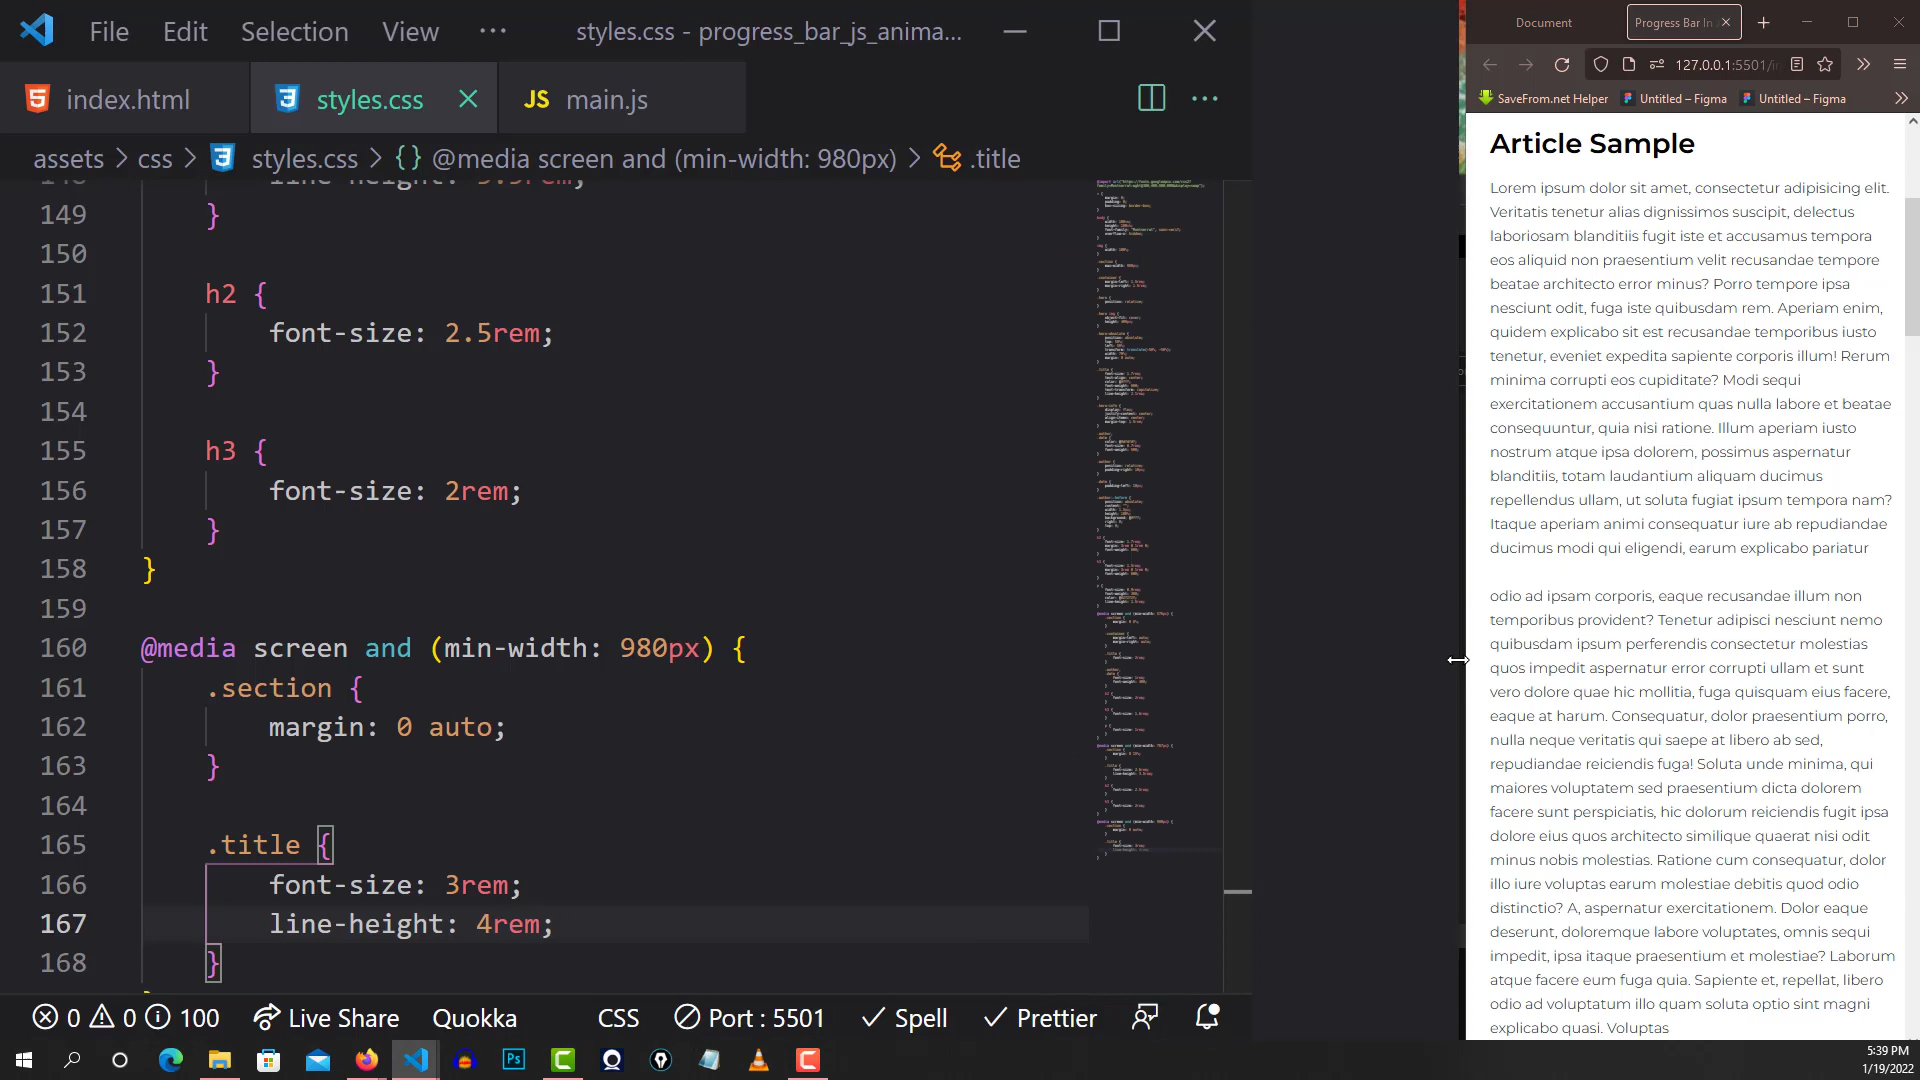 File Edit Selection View ··· styles.css - progress_bar_js_anima...
index.html styles.css JS main.js
assets > css > styles.css > {} @media screen and (min-width: 980px) > .title
149 }
150
151 h2 {
152 font-size: 2.5rem;
153 }
154
155 h3 {
156 font-size: 2rem;
157 }
158 }
159
160 @media screen and (min-width: 980px) {
161 .section {
162 margin: 0 auto;
163 }
164
165 .title {
166 font-size: 3rem;
167 line-height: 4rem;
168 }
0 0 100 Live Share Quokka CSS Port : 5501 Spell Prettier
Document Progress Bar In
127.0.0.1:5501/
SaveFrom.net Helper Untitled – Figma Untitled – Figma
Article Sample
Lorem ipsum dolor sit amet, consectetur adipisicing elit.
Veritatis tenetur alias dignissimos suscipit, delectus
laboriosam blanditiis fugit iste et accusamus tempora
eos aliquid non praesentium velit recusandae tempore
beatae architecto error minus? Porro tempore ipsa
nesciunt odit, fuga iste quibusdam rem. Aperiam enim,
quidem explicabo sit est recusandae temporibus iusto
tenetur, eveniet expedita sapiente corporis illum! Rerum
minima corrupti eos cupiditate? Modi sequi
exercitationem accusantium quas nulla labore et beatae
consequuntur, quia nisi ratione. Illum aperiam iusto
nostrum atque ipsa dolorem, possimus aspernatur
blanditiis, totam laudantium aliquam ducimus
repellendus ullam, ut soluta fugiat ipsum tempora nam?
Itaque aperiam animi consequatur iure ab repudiandae
ducimus modi qui eligendi, earum explicabo pariatur
odio ad ipsam corporis, eaque recusandae illum non
temporibus provident? Tenetur adipisci nesciunt nemo
quibusdam ipsum perferendis consectetur molestias
quos impedit aspernatur error corrupti ullam et sunt
vero dolore quae hic mollitia, fuga quisquam eius facere,
eaque at harum. Consequatur, dolor praesentium porro,
nulla neque veritatis qui saepe at libero ab sed,
repudiandae reiciendis fuga! Soluta unde minima, qui
maiores voluptatem sed praesentium dicta dolorem
facere sunt perspiciatis, hic dolorum reiciendis fugit ipsa
dolore eius quos architecto similique quaerat nisi odit
minus nobis molestias. Ratione cum consequatur, dolor
illo iure voluptas earum molestiae debitis quod odio
distinctio? A, aspernatur exercitationem. Dolor eaque
deserunt, doloremque labore voluptates, omnis sequi
impedit, ipsa itaque praesentium et molestiae? Laborum
atque facere eum fuga quia. Sapiente et, repellat, libero
odio ad voluptatum illo quam soluta optio sint magni
explicabo quasi. Voluptas
Ps
5:39 PM
1/19/2022